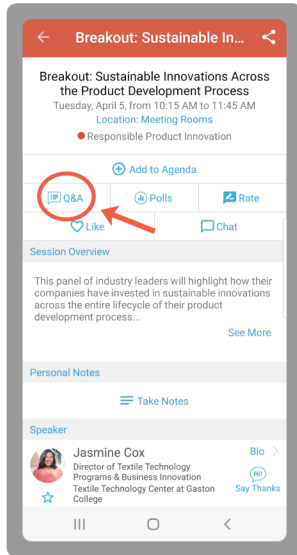 Breakout: Sustainable In...
Breakout: Sustainable Innovations Across
the Product Development Process
Tuesday, April 5, from 10:15 AM to 11:45 AM
Location: Meeting Rooms
Responsible Product Innovation
Add to Agenda
Q&A
Polls
Rate
Like
Chat
Session Overview
This panel of industry leaders will highlight how their
companies have invested in sustainable innovations
across the entire lifecycle of their product
development process...
See More
Personal Notes
Take Notes
Speaker
Jasmine Cox
Bio
Director of Textile Technology
Programs & Business Innovation
Hi!
Textile Technology Center at Gaston
College
Say Thanks